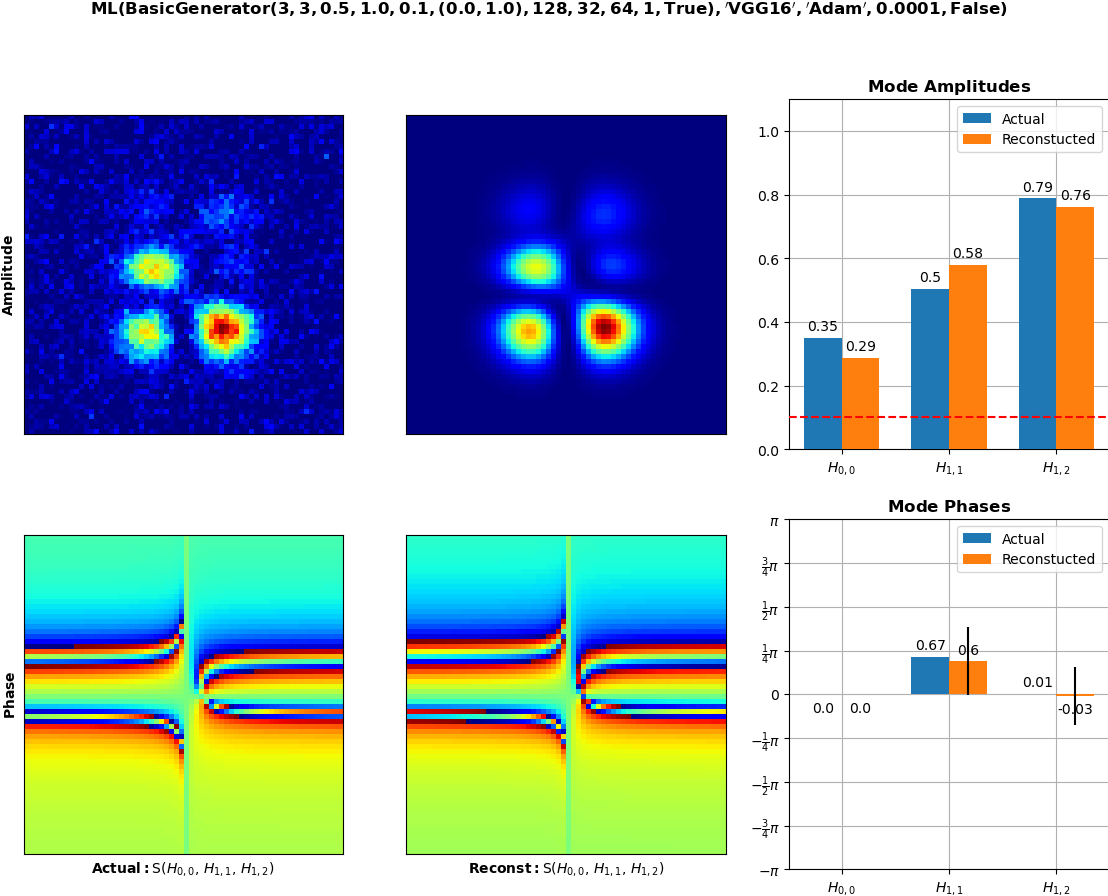 ML(BasicGenerator(3, 3, 0.5, 1.0, 0.1, (0.0, 1.0), 128, 32, 64, 1, True), ′VGG16′, ′Adam′, 0.0001, False)
Amplitude
Mode Amplitudes
Actual
Reconstucted
1.0
0.8
0.6
0.4
0.2
0.0
0.35
0.29
0.5
0.58
0.79
0.76
H0,0
H1,1
H1,2
Phase
Actual: S(H0,0, H1,1, H1,2)
Reconst: S(H0,0, H1,1, H1,2)
Mode Phases
Actual
Reconstucted
π
3/4π
1/2π
1/4π
0
−1/4π
−1/2π
−3/4π
−π
0.0
0.0
0.67
0.6
0.01
-0.03
H0,0
H1,1
H1,2